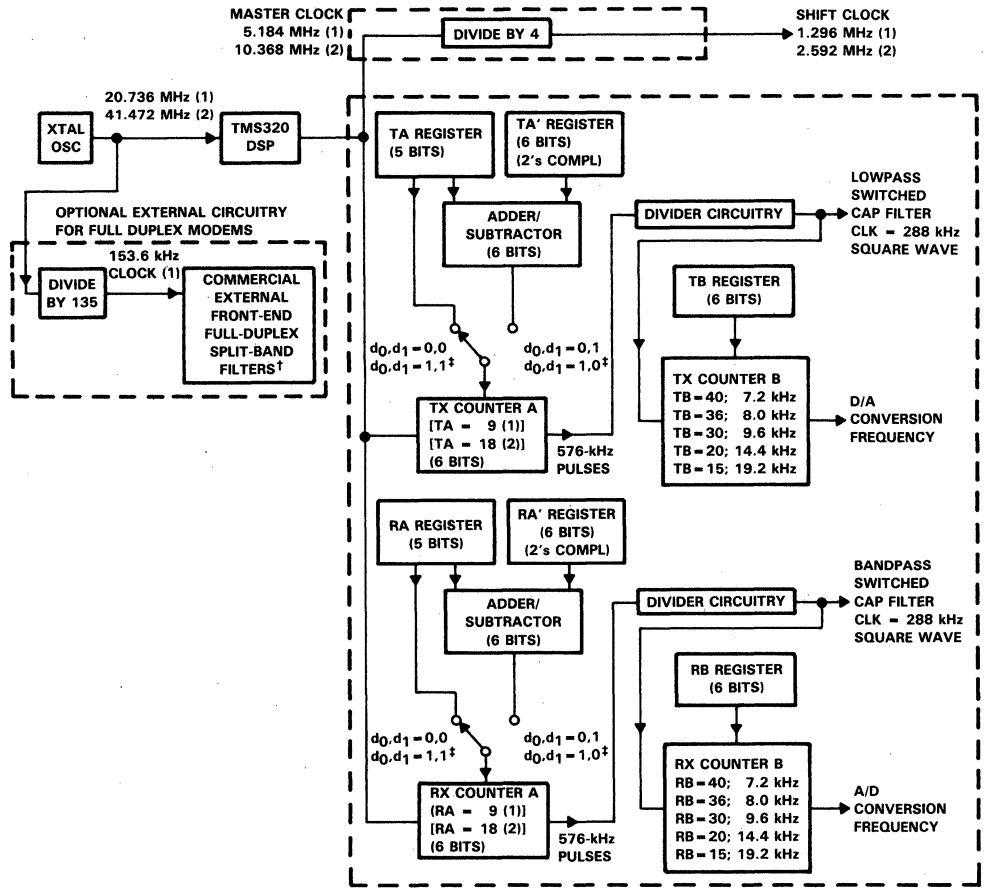 MASTER CLOCK
5.184 MHz (1)
10.368 MHz (2)
DIVIDE BY 4
SHIFT CLOCK
1.296 MHz (1)
2.592 MHz (2)
20.736 MHz (1)
41.472 MHz (2)
XTAL
OSC
TMS320
DSP
TA REGISTER
(5 BITS)
TA' REGISTER
(6 BITS)
(2's COMPL)
ADDER/
SUBTRACTOR
(6 BITS)
DIVIDER CIRCUITRY
LOWPASS
SWITCHED
CAP FILTER
CLK = 288 kHz
SQUARE WAVE
OPTIONAL EXTERNAL CIRCUITRY
FOR FULL DUPLEX MODEMS
153.6 kHz
CLOCK (1)
DIVIDE
BY 135
COMMERCIAL
EXTERNAL
FRONT-END
FULL-DUPLEX
SPLIT-BAND
FILTERS†
TB REGISTER
(6 BITS)
d0,d1=0,0
d0,d1=1,1‡
d0,d1=0,1
d0,d1=1,0‡
TX COUNTER A
[TA = 9 (1)]
[TA = 18 (2)]
(6 BITS)
576-kHz
PULSES
TX COUNTER B
TB=40; 7.2 kHz
TB=36; 8.0 kHz
TB=30; 9.6 kHz
TB=20; 14.4 kHz
TB=15; 19.2 kHz
D/A
CONVERSION
FREQUENCY
RA REGISTER
(5 BITS)
RA' REGISTER
(6 BITS)
(2's COMPL)
ADDER/
SUBTRACTOR
(6 BITS)
DIVIDER CIRCUITRY
BANDPASS
SWITCHED
CAP FILTER
CLK = 288 kHz
SQUARE WAVE
RB REGISTER
(6 BITS)
d0,d1=0,0
d0,d1=1,1‡
d0,d1=0,1
d0,d1=1,0‡
RX COUNTER A
(RA = 9 (1)]
[RA = 18 (2)]
(6 BITS)
576-kHz
PULSES
RX COUNTER B
RB=40; 7.2 kHz
RB=36; 8.0 kHz
RB=30; 9.6 kHz
RB=20; 14.4 kHz
RB=15; 19.2 kHz
A/D
CONVERSION
FREQUENCY